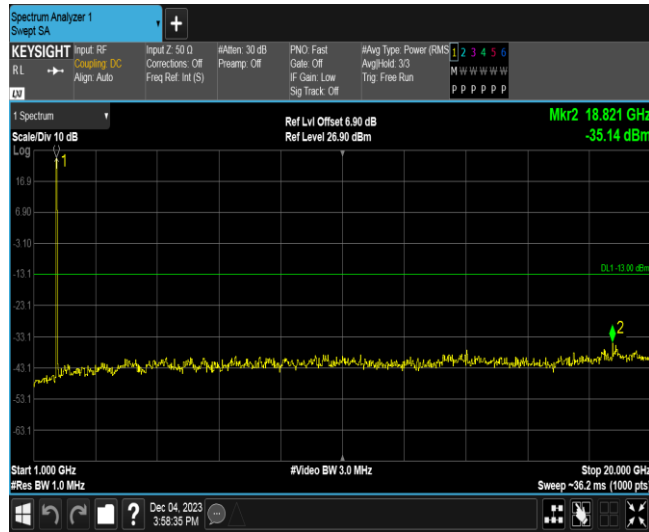 Spectrum Analyzer 1
Swept SA
+
KEYSIGHT Input: RF Input Z: 50 Ω #Atten: 30 dB PNO: Fast #Avg Type: Power (RMS 1 2 3 4 5 6
RL Coupling: DC Corrections: Off Preamp: Off Gate: Off Avg|Hold: 3/3 M W W W W W
Align: Auto Freq Ref: Int (S) IF Gain: Low Trig: Free Run
Sig Track: Off P P P P P P
LXI
1 Spectrum Ref Lvl Offset 6.90 dB Mkr2 18.821 GHz
Scale/Div 10 dB Ref Level 26.90 dBm -35.14 dBm
Log
1
16.9
6.90
-3.10
-13.1
DL1 -13.00 dBm
-23.1
-33.1
2
-43.1
-53.1
-63.1
Start 1.000 GHz #Video BW 3.0 MHz Stop 20.000 GHz
#Res BW 1.0 MHz Sweep ~36.2 ms (1000 pts)
? Dec 04, 2023
3:58:35 PM